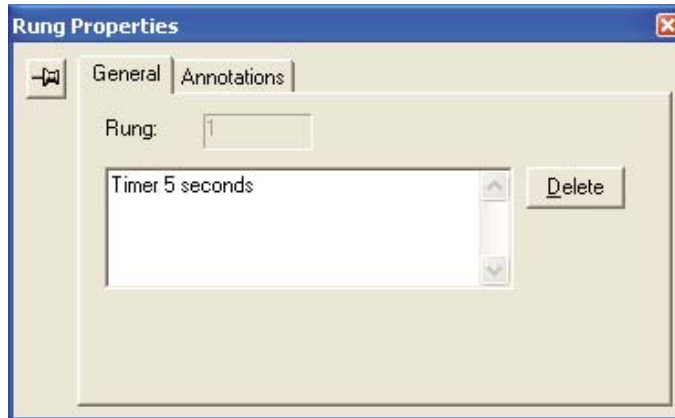 Rung Properties
General Annotations
Rung: 1
Timer 5 seconds
Delete